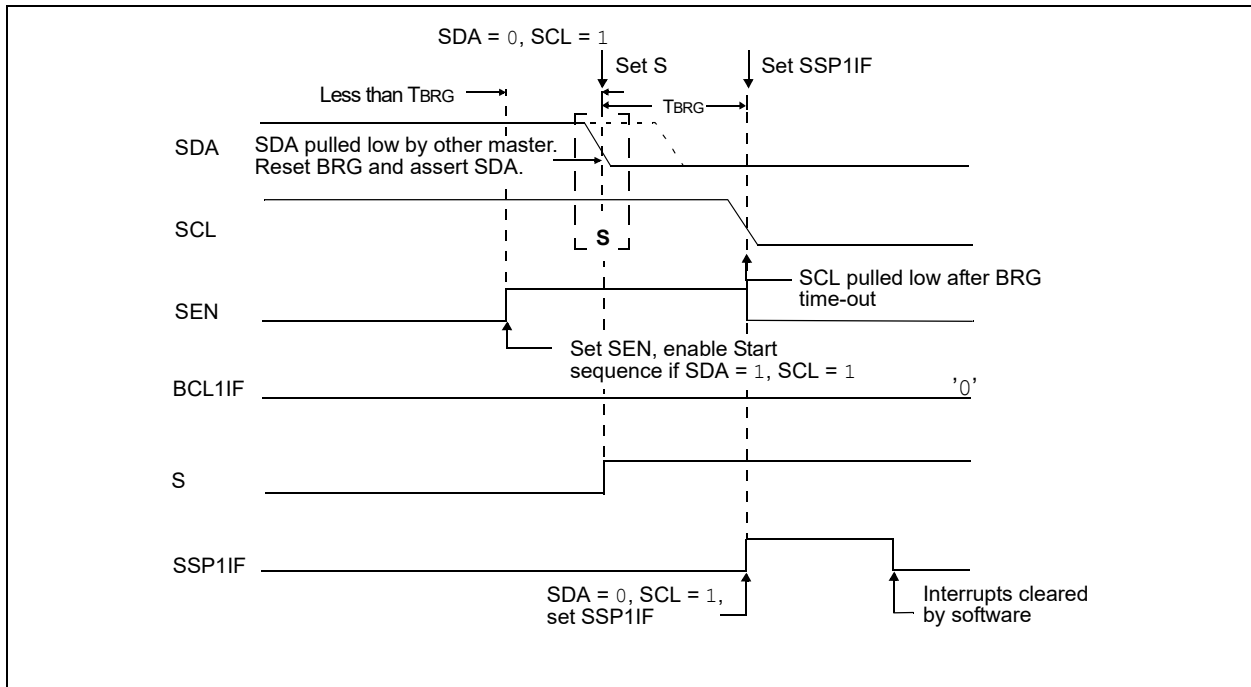 SDA = 0, SCL = 1
Set S
Set SSP1IF
Less than TBRG
TBRG
SDA
SDA pulled low by other master.
Reset BRG and assert SDA.
SCL
S
SCL pulled low after BRG
time-out
SEN
Set SEN, enable Start
sequence if SDA = 1, SCL = 1
BCL1IF
'0'
S
SSP1IF
SDA = 0, SCL = 1,
set SSP1IF
Interrupts cleared
by software